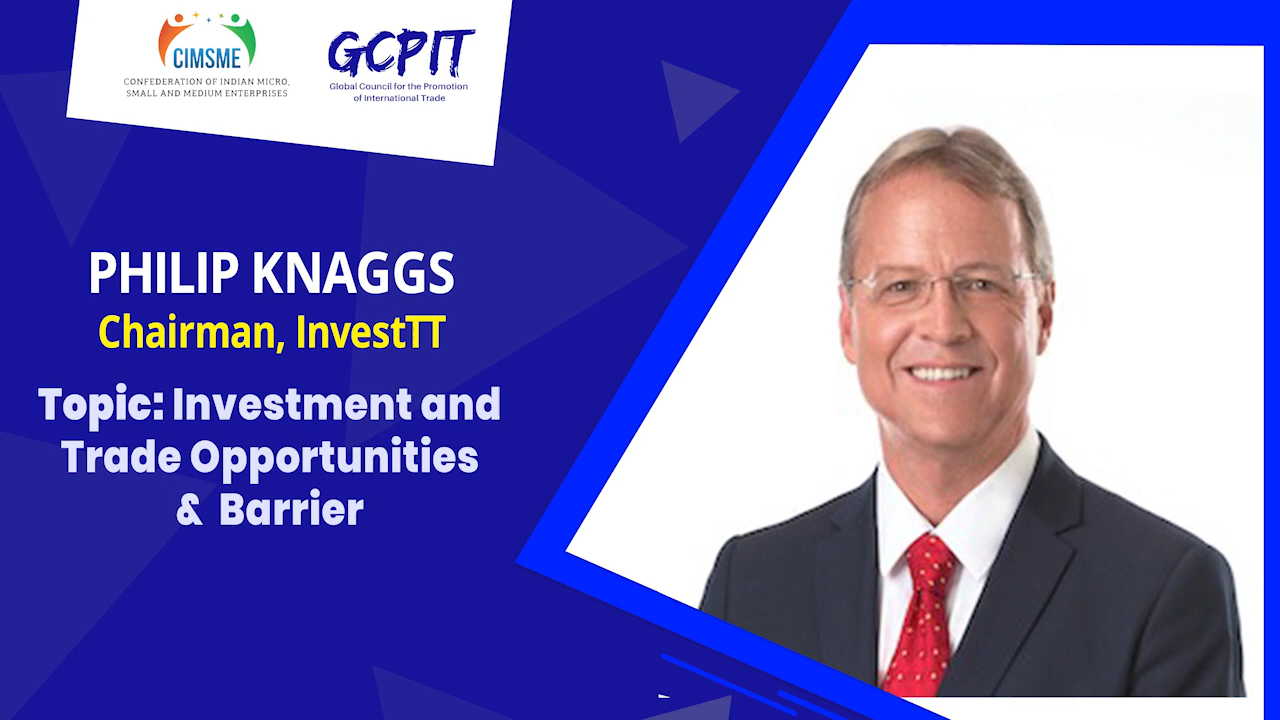 CIMSME
CONFEDERATION OF INDIAN MICRO,
SMALL AND MEDIUM ENTERPRISES
GCPIT
Global Council for the Promotion
of International Trade
PHILIP KNAGGS
Chairman, InvestTT
Topic: Investment and
Trade Opportunities
& Barrier